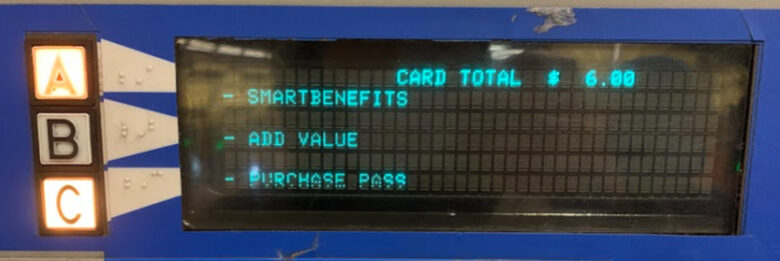 CARD TOTAL $ 6.00
A - SMARTBENEFITS
B - ADD VALUE
C - PURCHASE PASS